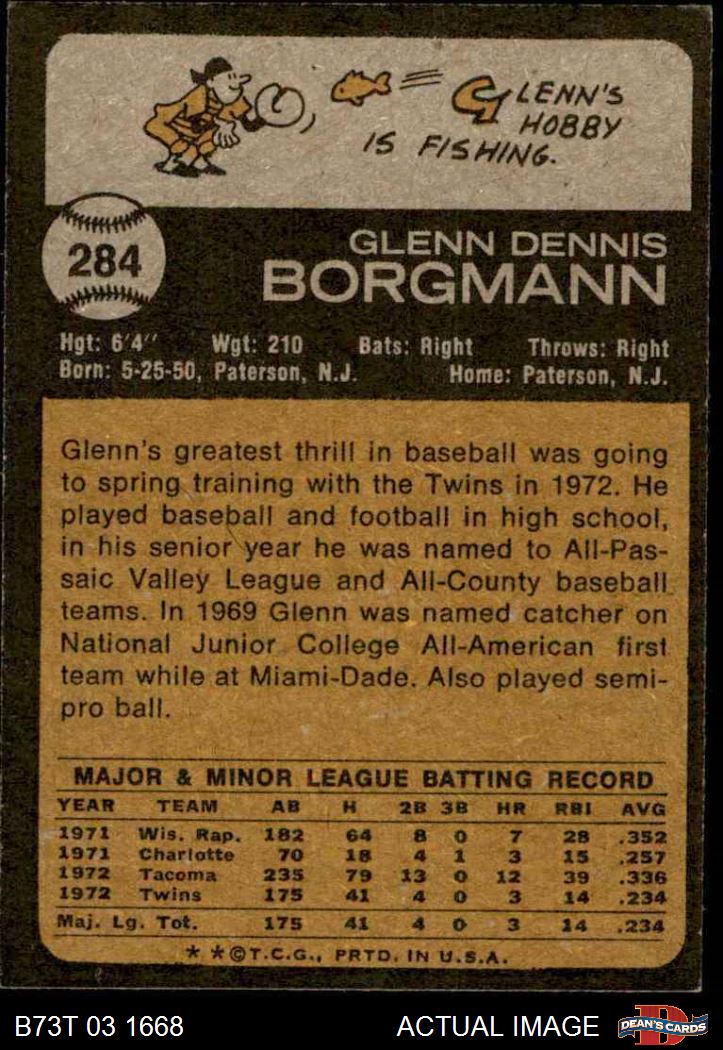 GLENN'S
HOBBY
IS FISHING.
284
GLENN DENNIS
BORGMANN
Hgt: 6'4" Wgt: 210 Bats: Right Throws: Right
Born: 5-25-50, Paterson, N.J. Home: Paterson, N.J.
Glenn's greatest thrill in baseball was going
to spring training with the Twins in 1972. He
played baseball and football in high school,
in his senior year he was named to All-Pas-
saic Valley League and All-County baseball
teams. In 1969 Glenn was named catcher on
National Junior College All-American first
team while at Miami-Dade. Also played semi-
pro ball.
MAJOR & MINOR LEAGUE BATTING RECORD
YEAR TEAM AB H 2B 3B HR RBI AVG
1971 Wis. Rap. 182 64 8 0 7 28 .352
1971 Charlotte 70 18 4 1 3 15 .257
1972 Tacoma 235 79 13 0 12 39 .336
1972 Twins 175 41 4 0 3 14 .234
Maj. Lg. Tot. 175 41 4 0 3 14 .234
* * © T.C.G., PRTD. IN U.S.A.
B73T 03 1668 ACTUAL IMAGE D DEAN'S CARDS